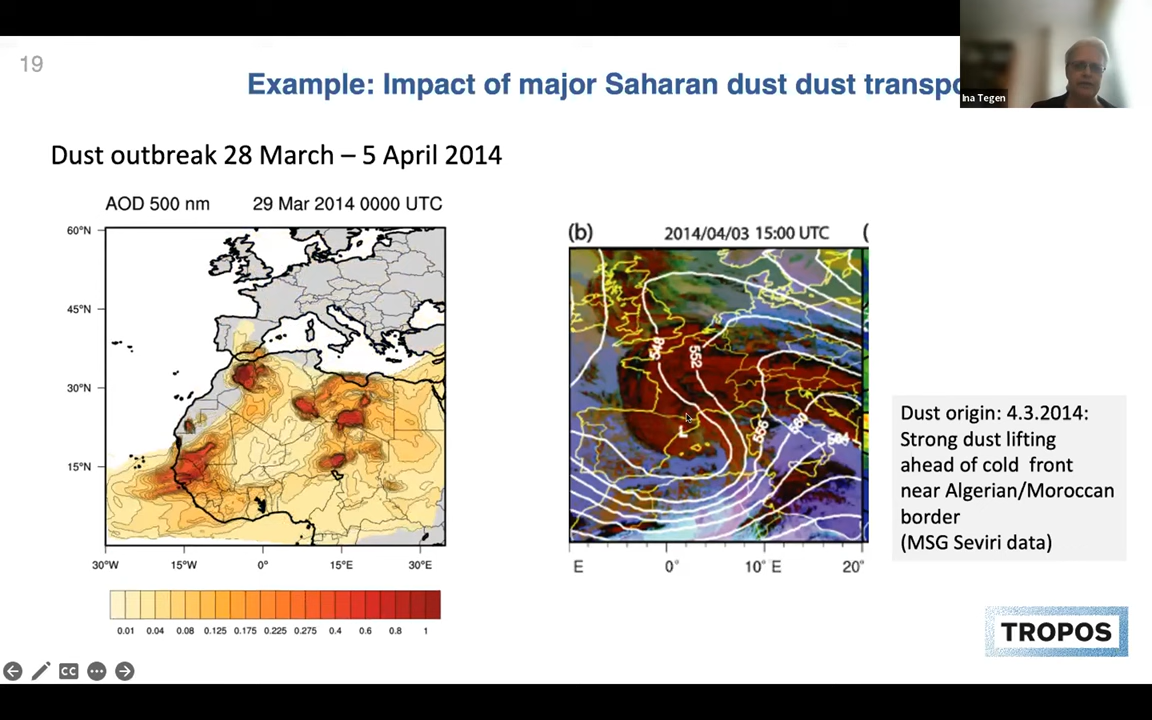 19
Example: Impact of major Saharan dust dust transpo
Ina Tegen
Dust outbreak 28 March – 5 April 2014
AOD 500 nm 29 Mar 2014 0000 UTC
60°N
45°N
30°N
15°N
30°W 15°W 0° 15°E 30°E
0.01 0.04 0.08 0.125 0.175 0.225 0.275 0.4 0.6 0.8 1
(b) 2014/04/03 15:00 UTC (
552
556
560
564
L
E 0° 10°E 20°
Dust origin: 4.3.2014:
Strong dust lifting
ahead of cold front
near Algerian/Moroccan
border
(MSG Seviri data)
TROPOS
CC